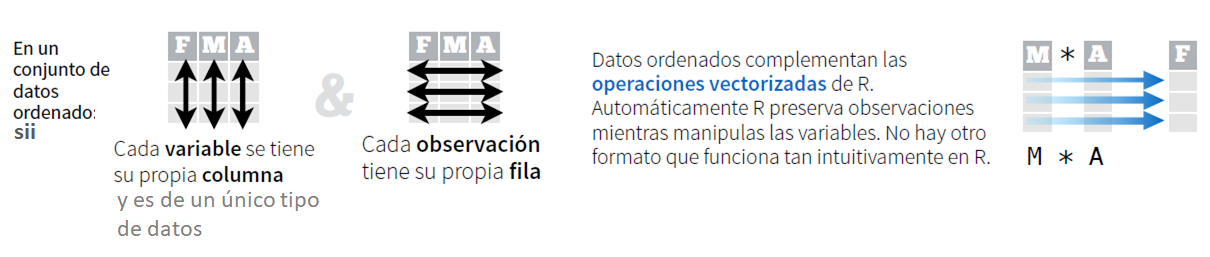 En un
conjunto de
datos
ordenado:
sii
F M A
Cada variable se tiene
su propia columna
y es de un único tipo
de datos
&
F M A
Cada observación
tiene su propia fila
Datos ordenados complementan las
operaciones vectorizadas de R.
Automáticamente R preserva observaciones
mientras manipulas las variables. No hay otro
formato que funciona tan intuitivamente en R.
M * A F
M * A